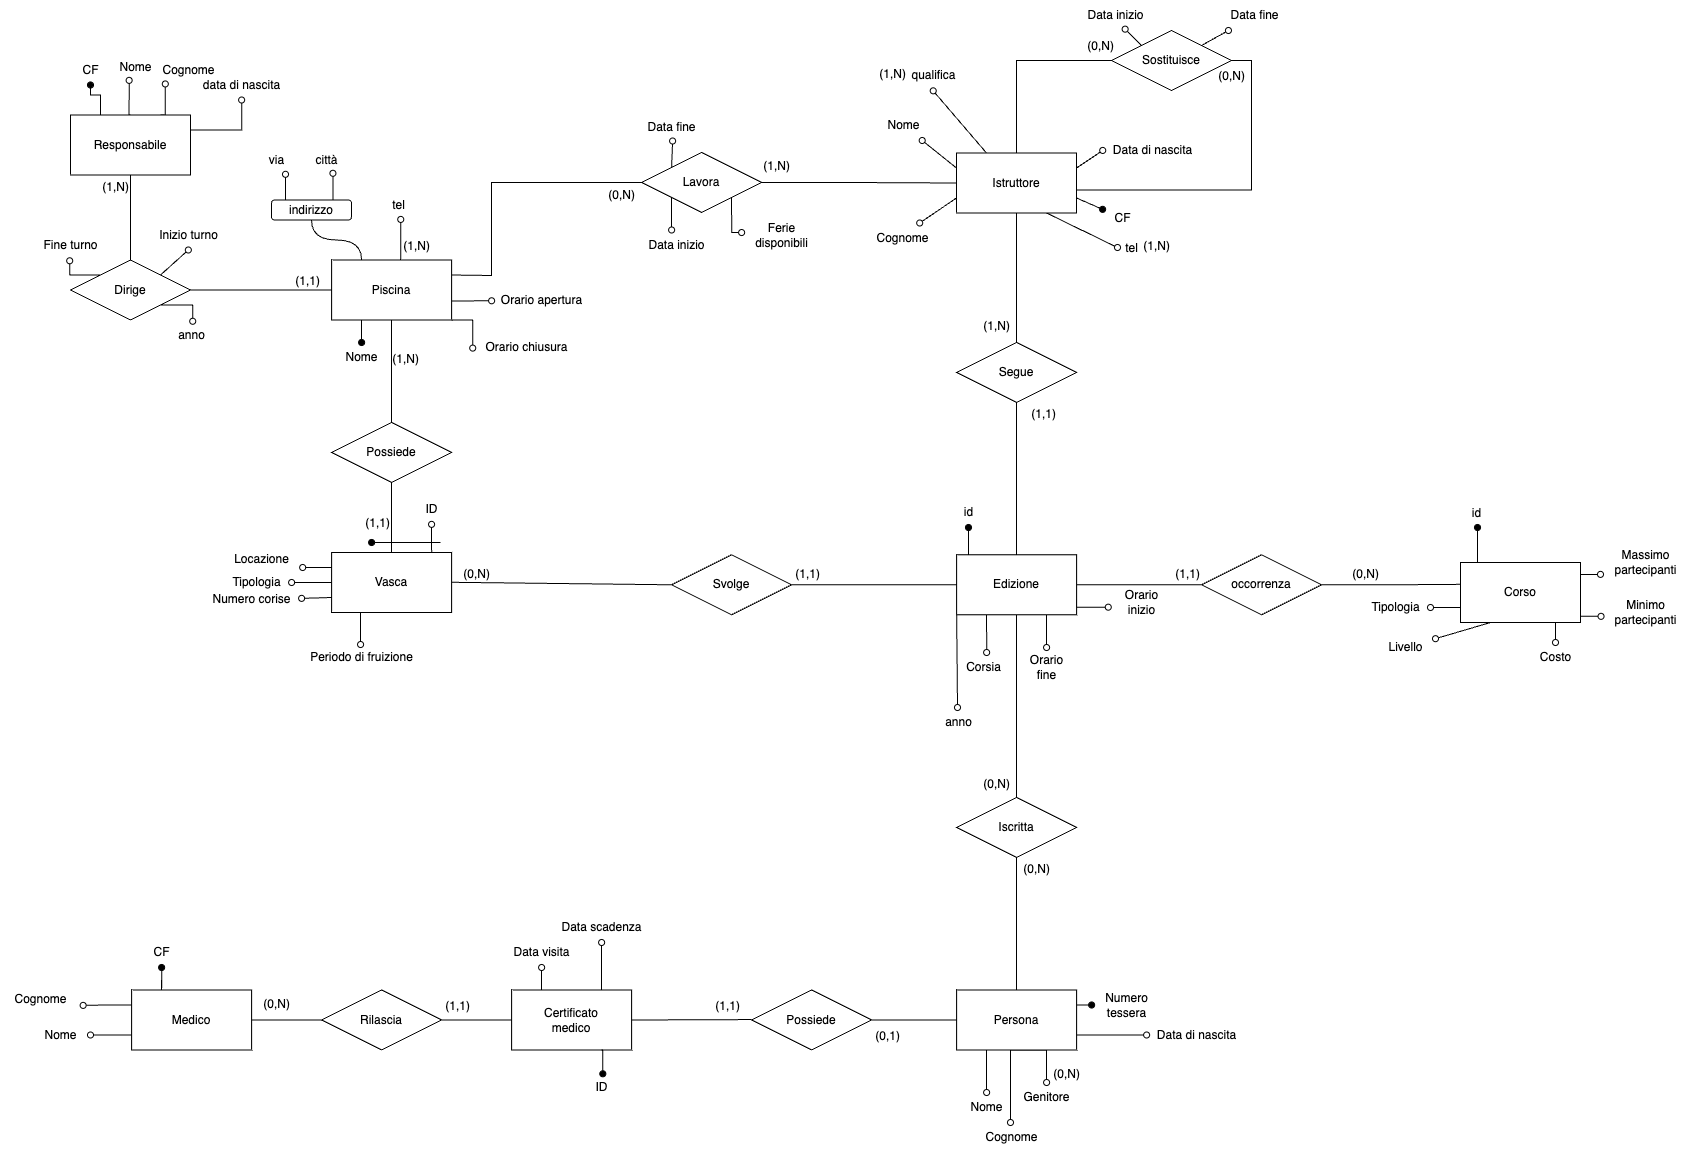 Data inizio
Data fine
(0,N)
Sostituisce
(0,N)
CF
Nome
Cognome
data di nascita
Responsabile
(1,N)
(1,N) qualifica
Nome
Data di nascita
Istruttore
CF
Cognome
tel (1,N)
Data fine
(1,N)
Lavora
(0,N)
Data inizio
Ferie
disponibili
via
città
indirizzo
tel
(1,N)
Fine turno
Inizio turno
Dirige
(1,1)
anno
Piscina
Orario apertura
Orario chiusura
Nome
(1,N)
(1,N)
Segue
(1,1)
Possiede
(1,1)
ID
Locazione
Tipologia
Numero corise
Vasca
(0,N)
Periodo di fruizione
Svolge
(1,1)
id
Edizione
Orario
inizio
Corsia
Orario
fine
anno
(1,1)
occorrenza
(0,N)
id
Corso
Massimo
partecipanti
Minimo
partecipanti
Tipologia
Livello
Costo
(0,N)
Iscritta
(0,N)
CF
Cognome
Nome
Medico
(0,N)
Rilascia
(1,1)
Data visita
Data scadenza
Certificato
medico
ID
(1,1)
Possiede
(0,1)
Persona
Numero
tessera
Data di nascita
(0,N)
Genitore
Nome
Cognome